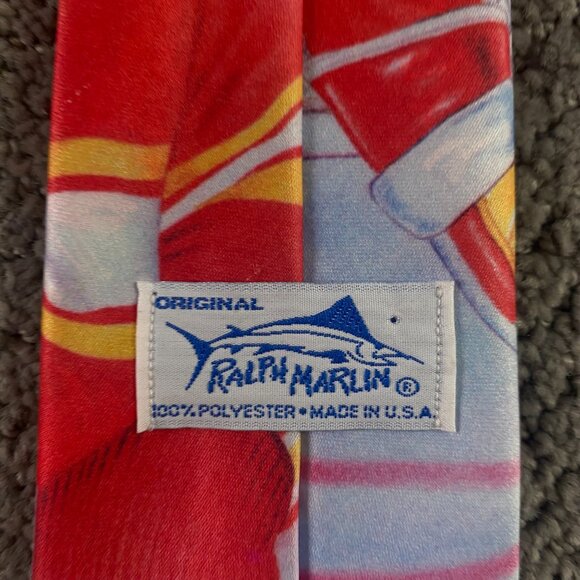 ORIGINAL
RALPH MARLIN ®
100% POLYESTER • MADE IN U.S.A.